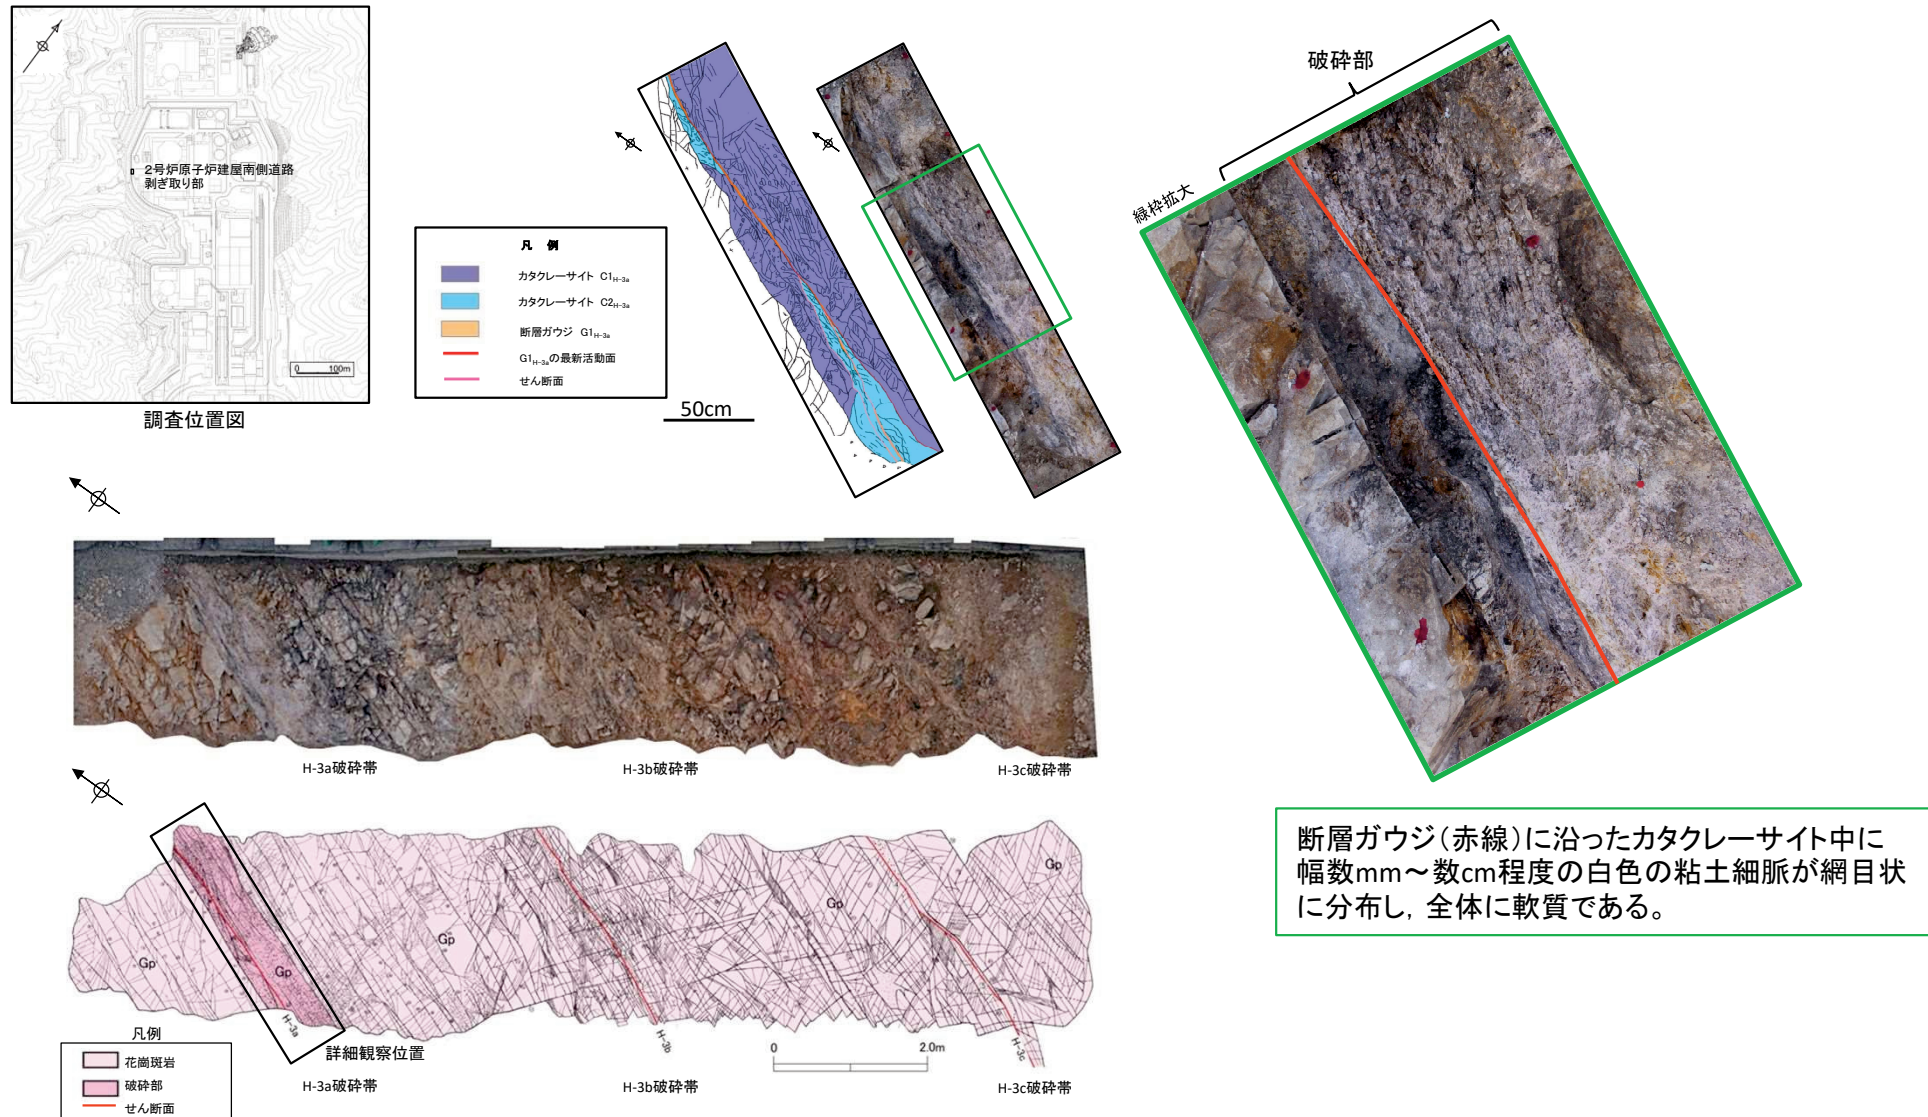 2号炉原子炉建屋南側道路
剥ぎ取り部
0 100m
調査位置図
凡 例
カタクレーサイト C1H-3a
カタクレーサイト C2H-3a
断層ガウジ G1H-3a
G1H-3aの最新活動面
せん断面
50cm
破砕部
緑枠拡大
H-3a破砕帯
H-3b破砕帯
H-3c破砕帯
Gp
Gp
Gp
Gp
Gp
H-3a
H-3b
H-3c
詳細観察位置
0 2.0m
凡例
花崗斑岩
破砕部
せん断面
H-3a破砕帯
H-3b破砕帯
H-3c破砕帯
断層ガウジ(赤線)に沿ったカタクレーサイト中に
幅数mm～数cm程度の白色の粘土細脈が網目状
に分布し，全体に軟質である。